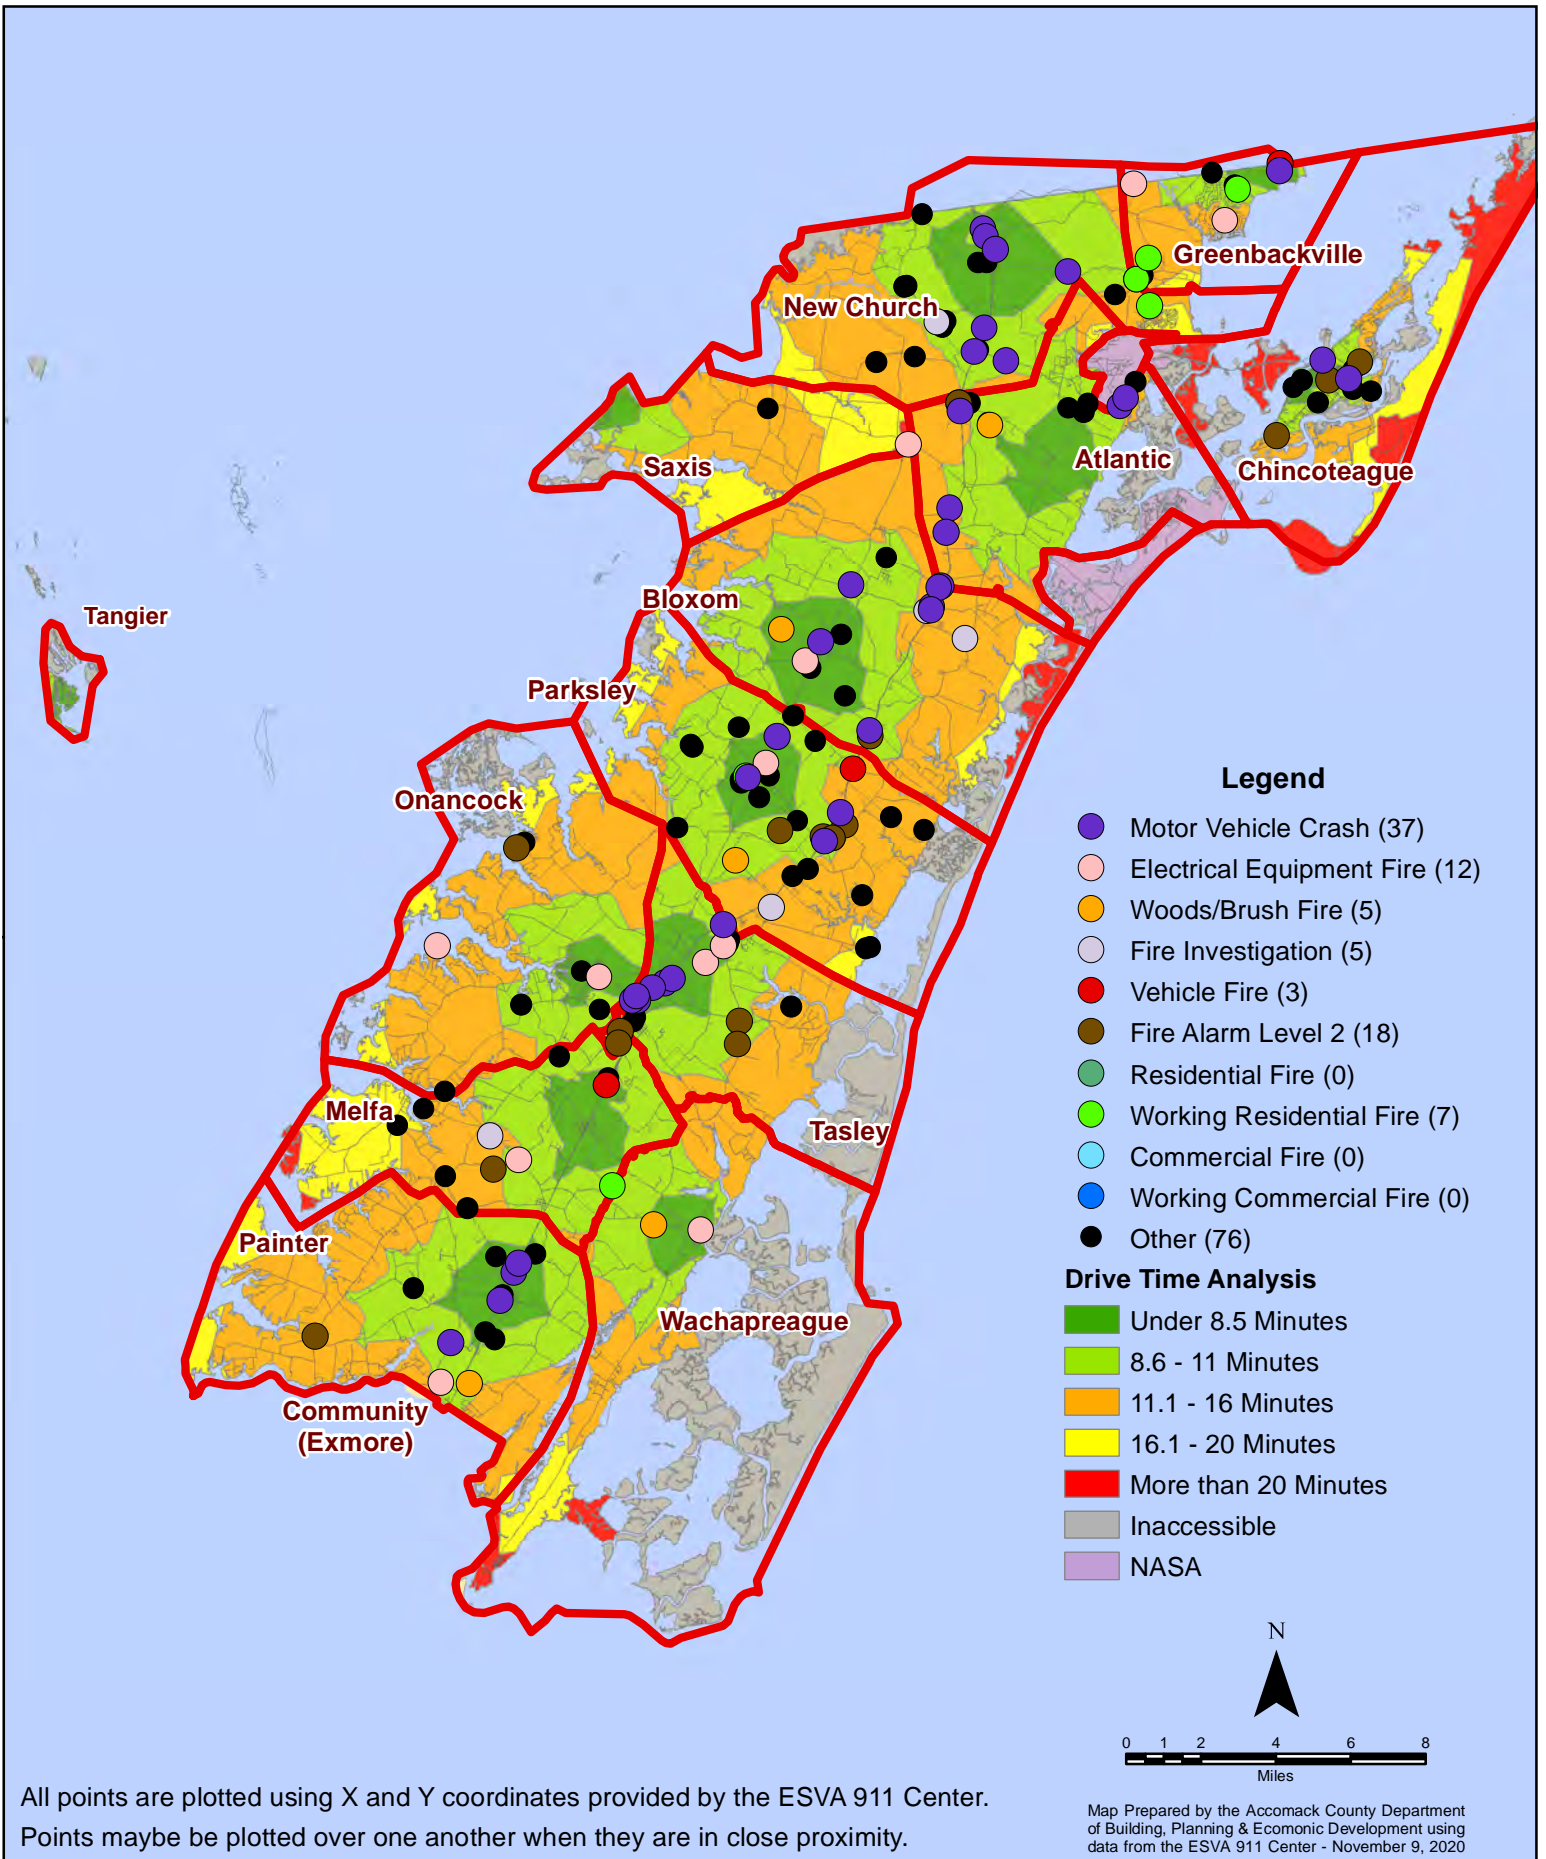 Greenbackville
New Church
Saxis
Atlantic
Chincoteague
Bloxom
Tangier
Parksley
Onancock
Melfa
Tasley
Painter
Wachapreague
Community
(Exmore)
Legend
Motor Vehicle Crash (37)
Electrical Equipment Fire (12)
Woods/Brush Fire (5)
Fire Investigation (5)
Vehicle Fire (3)
Fire Alarm Level 2 (18)
Residential Fire (0)
Working Residential Fire (7)
Commercial Fire (0)
Working Commercial Fire (0)
Other (76)
Drive Time Analysis
Under 8.5 Minutes
8.6 - 11 Minutes
11.1 - 16 Minutes
16.1 - 20 Minutes
More than 20 Minutes
Inaccessible
NASA
N
0 1 2 4 6 8
Miles
All points are plotted using X and Y coordinates provided by the ESVA 911 Center.
Points maybe be plotted over one another when they are in close proximity.
Map Prepared by the Accomack County Department
of Building, Planning & Ecomonic Development using
data from the ESVA 911 Center - November 9, 2020